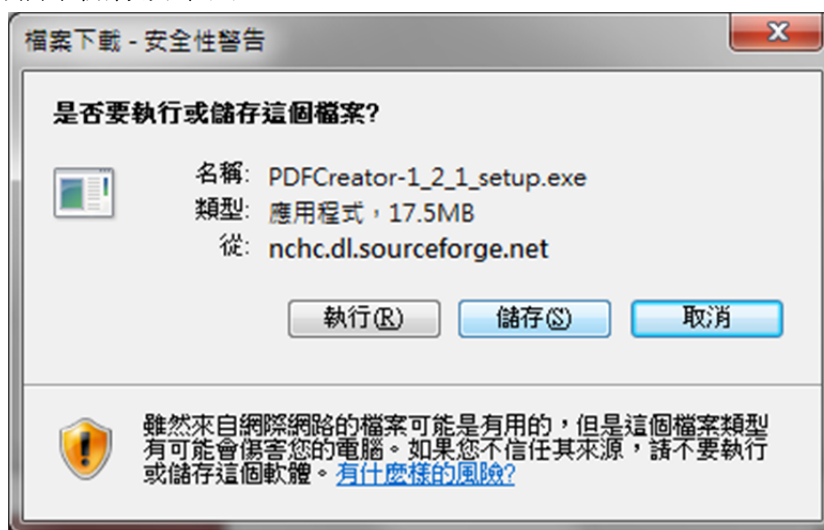 檔案下載 - 安全性警告
是否要執行或儲存這個檔案?
名稱: PDFCreator-1_2_1_setup.exe
類型: 應用程式，17.5MB
從: nchc.dl.sourceforge.net
執行(R) 儲存(S) 取消
雖然來自網際網路的檔案可能是有用的，但是這個檔案類型
有可能會傷害您的電腦。如果您不信任其來源，請不要執行
或儲存這個軟體。有什麼樣的風險?